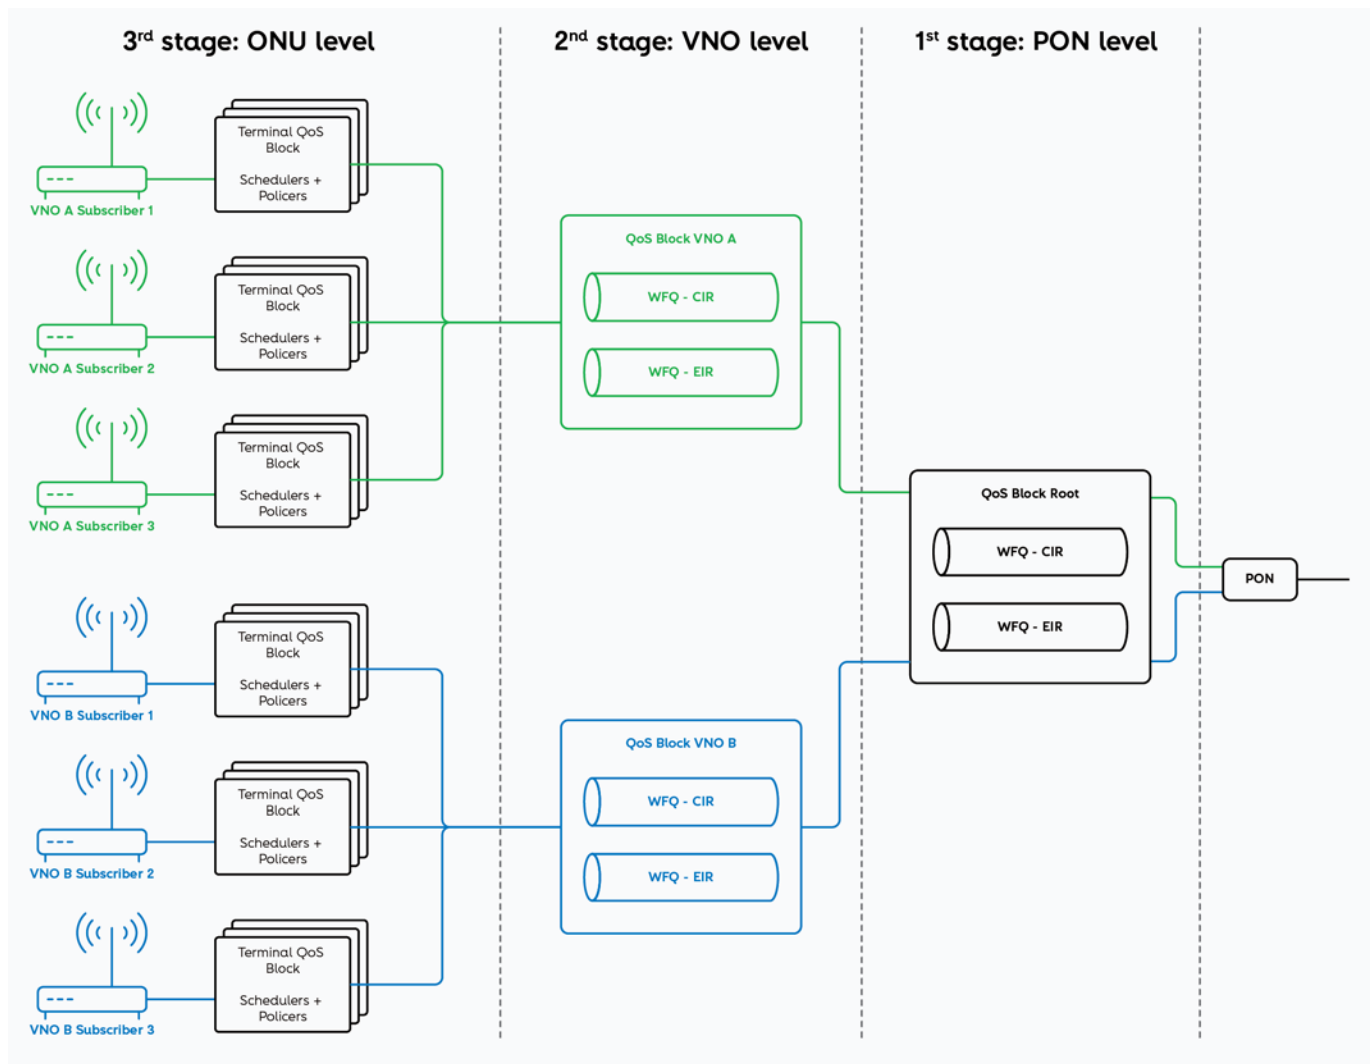 3rd stage: ONU level
2nd stage: VNO level
1st stage: PON level
Terminal QoS
Block
Schedulers +
Policers
VNO A Subscriber 1
Terminal QoS
Block
Schedulers +
Policers
VNO A Subscriber 2
Terminal QoS
Block
Schedulers +
Policers
VNO A Subscriber 3
QoS Block VNO A
WFQ - CIR
WFQ - EIR
QoS Block Root
WFQ - CIR
WFQ - EIR
PON
Terminal QoS
Block
Schedulers +
Policers
VNO B Subscriber 1
Terminal QoS
Block
Schedulers +
Policers
VNO B Subscriber 2
Terminal QoS
Block
Schedulers +
Policers
VNO B Subscriber 3
QoS Block VNO B
WFQ - CIR
WFQ - EIR